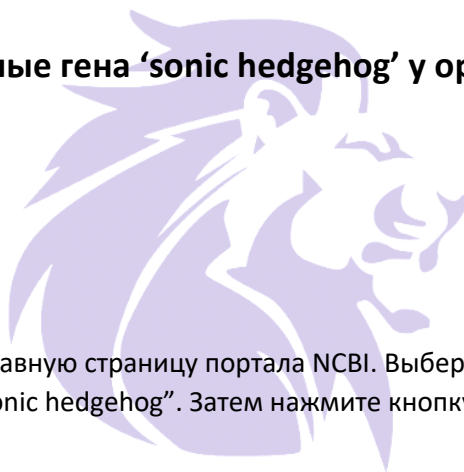 ные гена ‘sonic hedgehog’ у ор
авную страницу портала NCBI. Выбер
onic hedgehog”. Затем нажмите кнопку